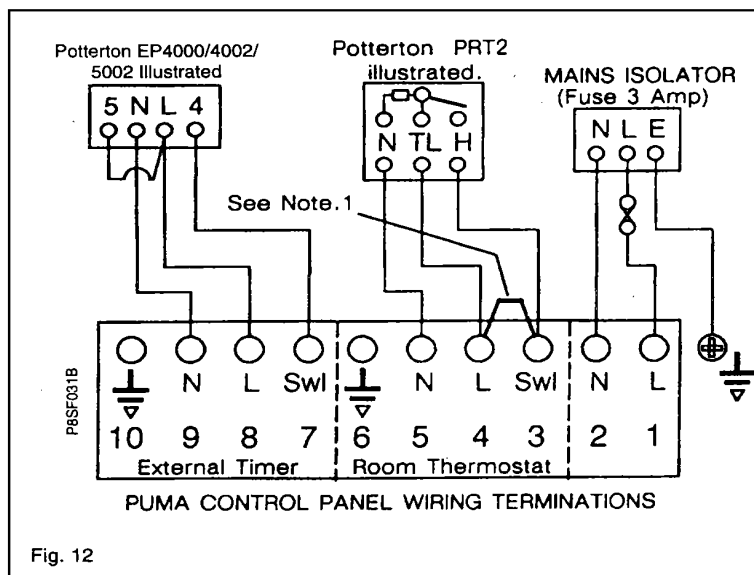 Potterton EP4000/4002/
5002 Illustrated
5 N L 4
Potterton PRT2
illustrated.
N TL H
MAINS ISOLATOR
(Fuse 3 Amp)
N L E
See Note.1
P8SF031B
N L Swl N L Swl N L
10 9 8 7 6 5 4 3 2 1
External Timer Room Thermostat
PUMA CONTROL PANEL WIRING TERMINATIONS
Fig. 12